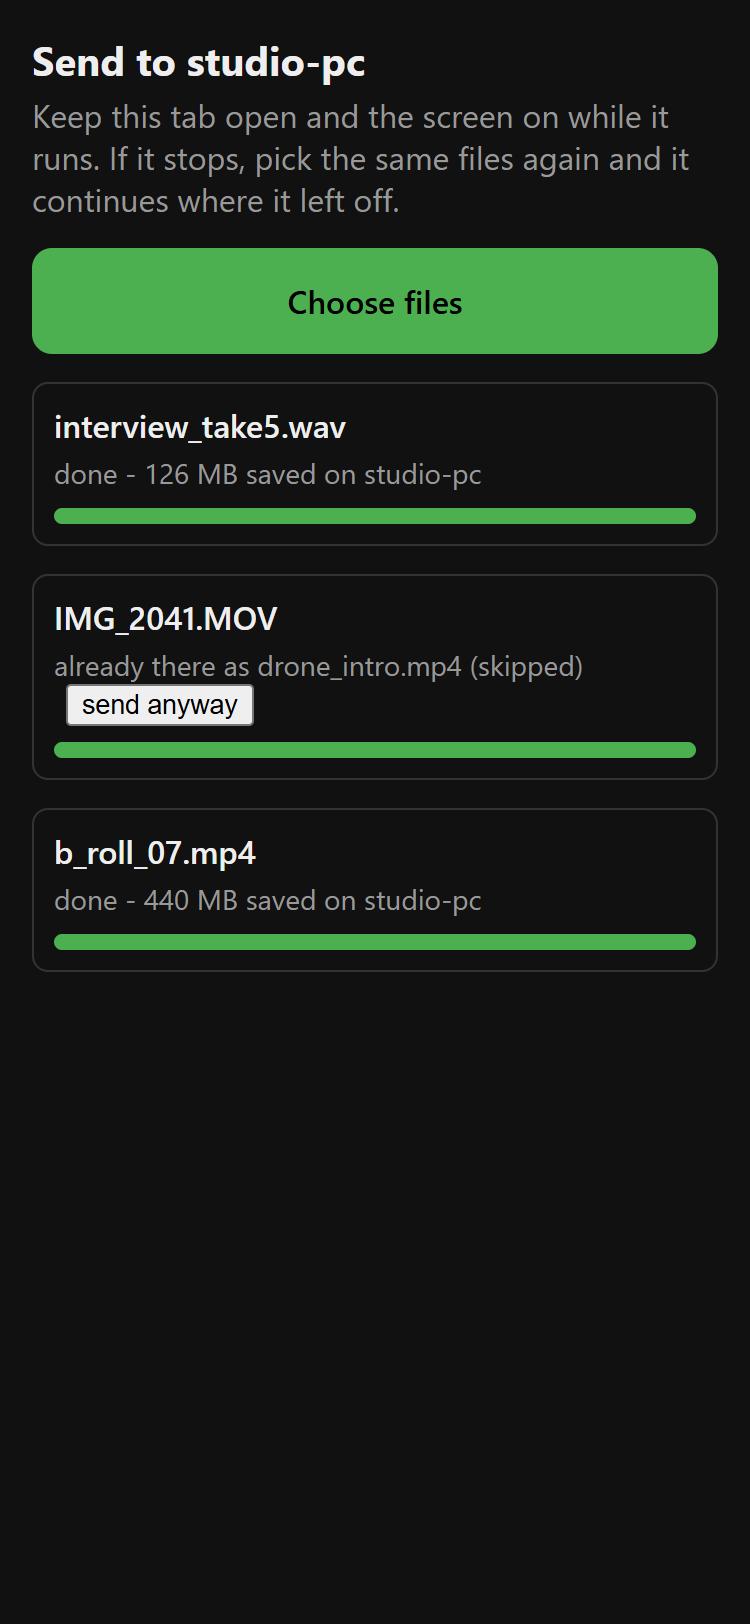 Send to studio-pc
Keep this tab open and the screen on while it
runs. If it stops, pick the same files again and it
continues where it left off.
Choose files
interview_take5.wav
done - 126 MB saved on studio-pc
IMG_2041.MOV
already there as drone_intro.mp4 (skipped)
send anyway
b_roll_07.mp4
done - 440 MB saved on studio-pc